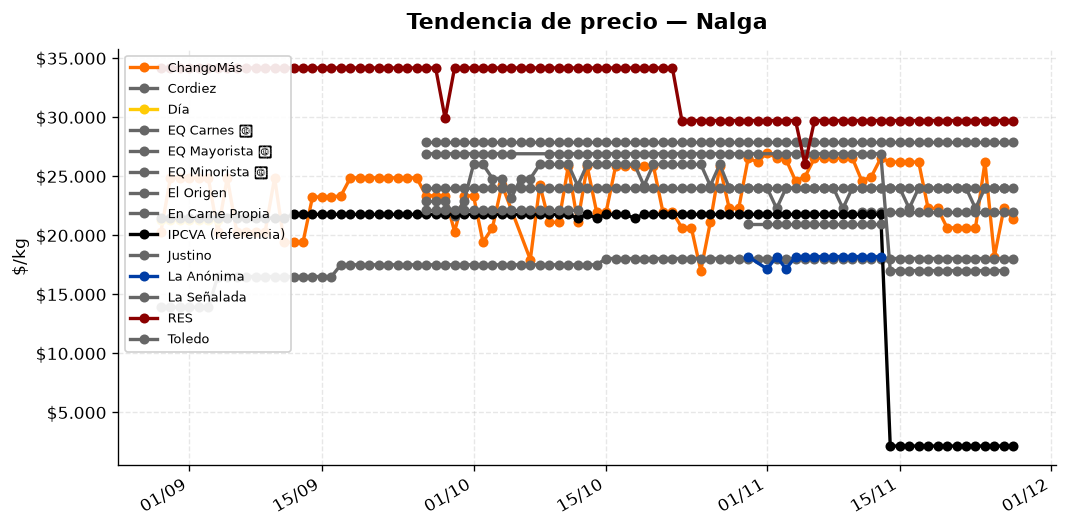 Tendencia de precio — Nalga
$/kg
$35.000
$30.000
$25.000
$20.000
$15.000
$10.000
$5.000
ChangoMás
Cordiez
Día
EQ Carnes
EQ Mayorista
EQ Minorista
El Origen
En Carne Propia
IPCVA (referencia)
Justino
La Anónima
La Señalada
RES
Toledo
01/09
15/09
01/10
15/10
01/11
15/11
01/12